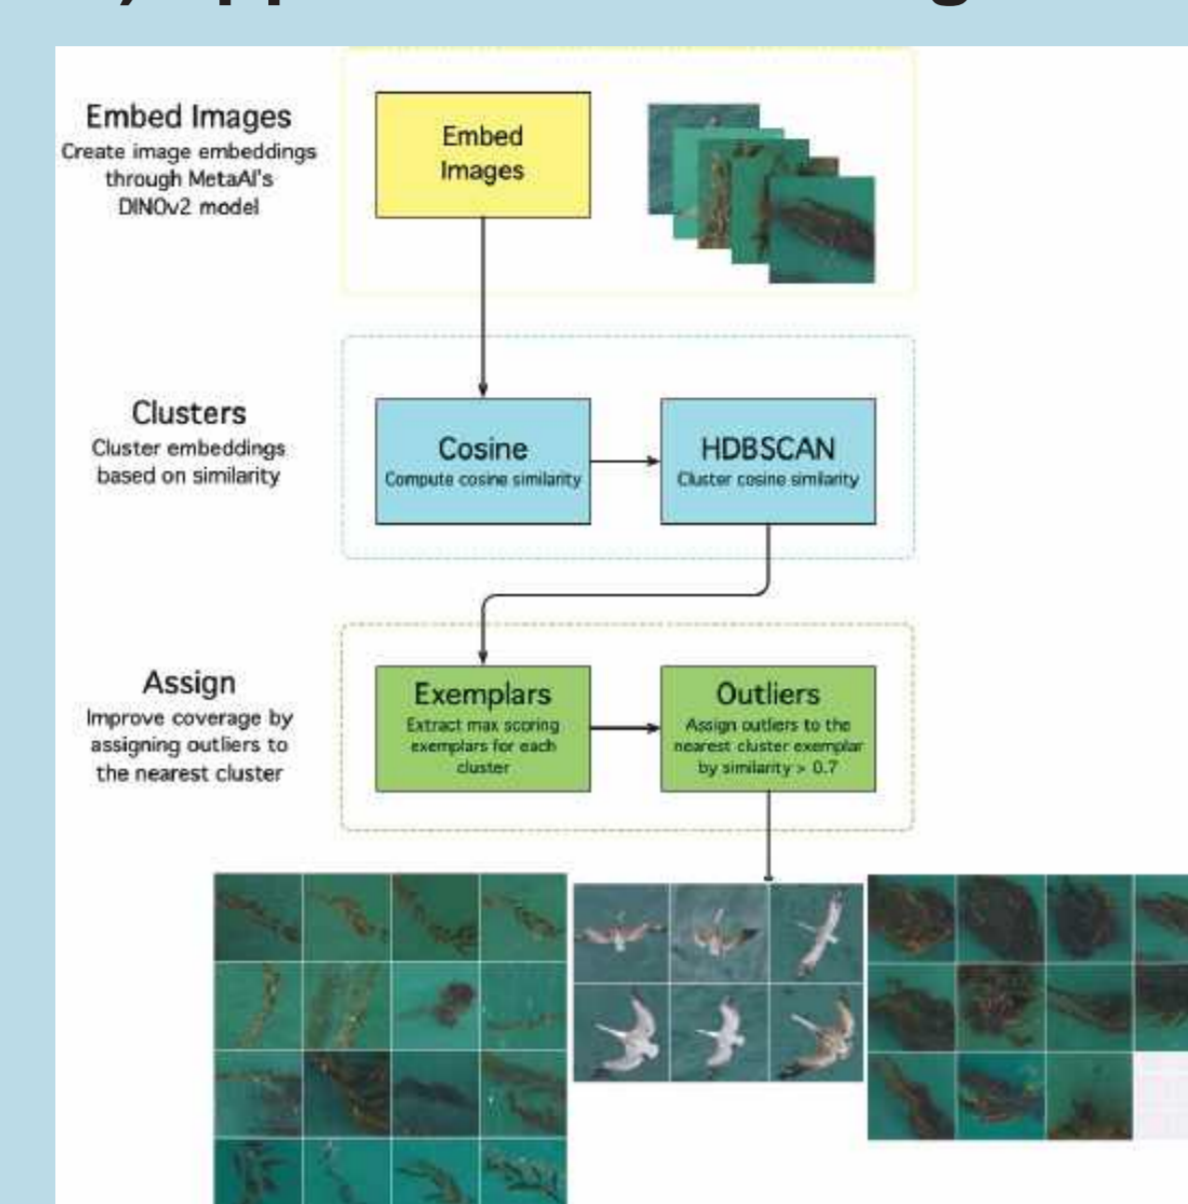 Embed Images
Create image embeddings
through MetaAI's
DINOv2 model
Embed
Images
Clusters
Cluster embeddings
based on similarity
Cosine
Compute cosine similarity
HDBSCAN
Cluster cosine similarity
Assign
Improve coverage by
assigning outliers to
the nearest cluster
Exemplars
Extract max scoring
exemplars for each
cluster
Outliers
Assign outliers to the
nearest cluster exemplar
by similarity > 0.7